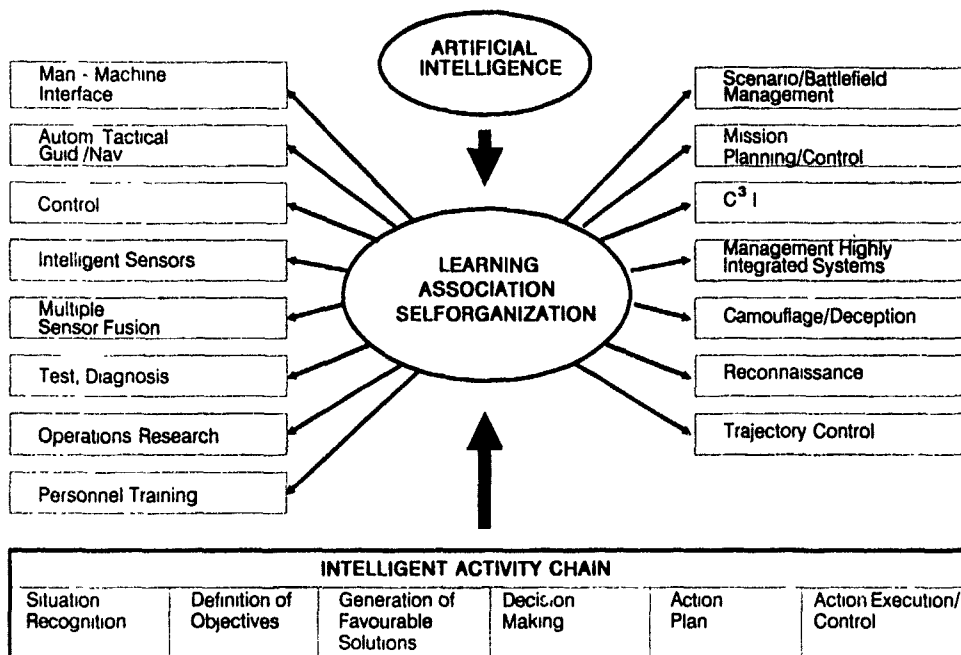 ARTIFICIAL
INTELLIGENCE
Man - Machine
Interface
Autom Tactical
Guid /Nav
Control
Intelligent Sensors
Multiple
Sensor Fusion
Test, Diagnosis
Operations Research
Personnel Training
LEARNING
ASSOCIATION
SELFORGANIZATION
Scenario/Battlefield
Management
Mission
Planning/Control
C³ I
Management Highly
Integrated Systems
Camouflage/Deception
Reconnaissance
Trajectory Control
INTELLIGENT ACTIVITY CHAIN
Situation
Recognition
Definition of
Objectives
Generation of
Favourable
Solutions
Decision
Making
Action
Plan
Action Execution/
Control